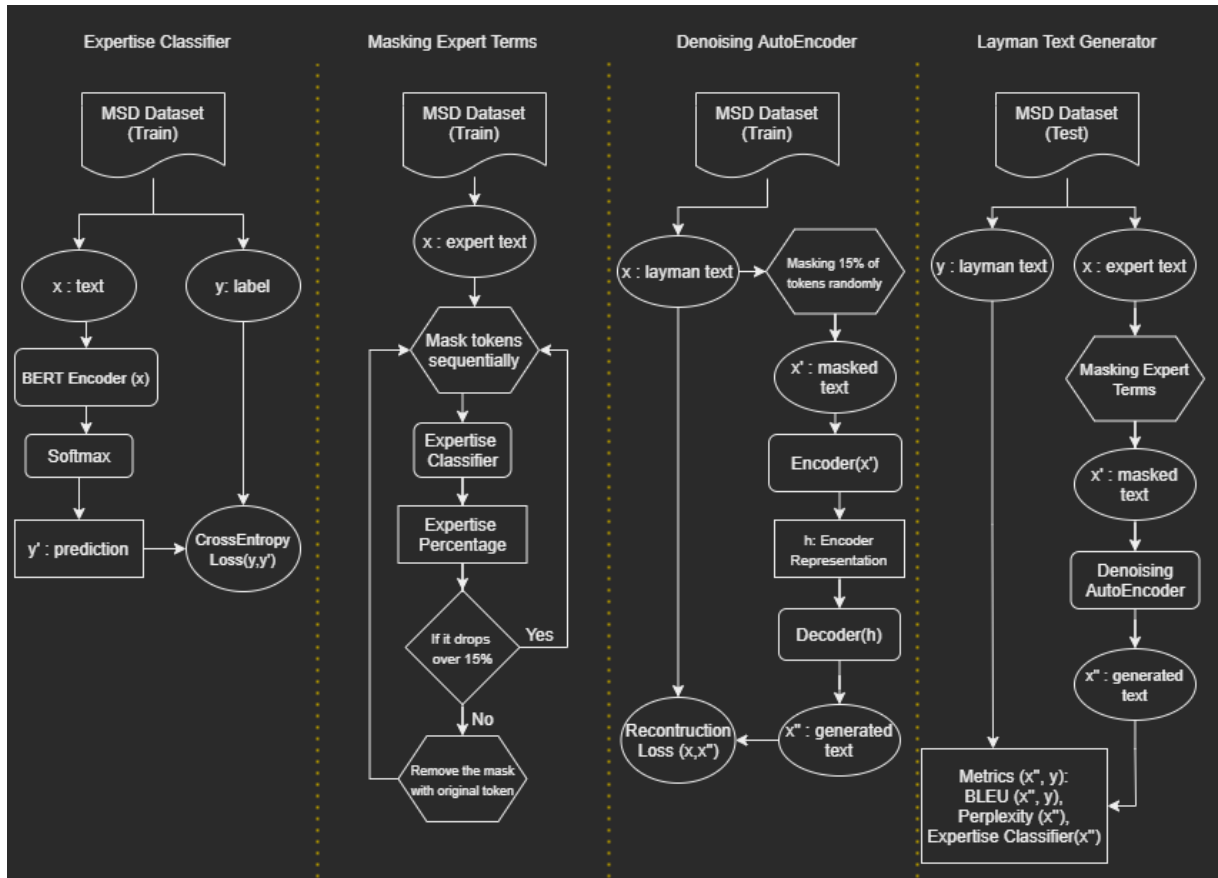 Expertise Classifier
MSD Dataset
(Train)
x : text
y: label
BERT Encoder (x)
Softmax
y' : prediction
CrossEntropy
Loss(y,y')
Masking Expert Terms
MSD Dataset
(Train)
x : expert text
Mask tokens
sequentially
Expertise
Classifier
Expertise
Percentage
If it drops
over 15%
Yes
No
Remove the mask
with original token
Denoising AutoEncoder
MSD Dataset
(Train)
x : layman text
Masking 15% of
tokens randomly
x' : masked
text
Encoder(x')
h: Encoder
Representation
Decoder(h)
x'' : generated
text
Recontruction
Loss (x,x'')
Layman Text Generator
MSD Dataset
(Test)
y : layman text
x : expert text
Masking Expert
Terms
x' : masked
text
Denoising
AutoEncoder
x'' : generated
text
Metrics (x'', y):
BLEU (x'', y),
Perplexity (x''),
Expertise Classifier(x'')